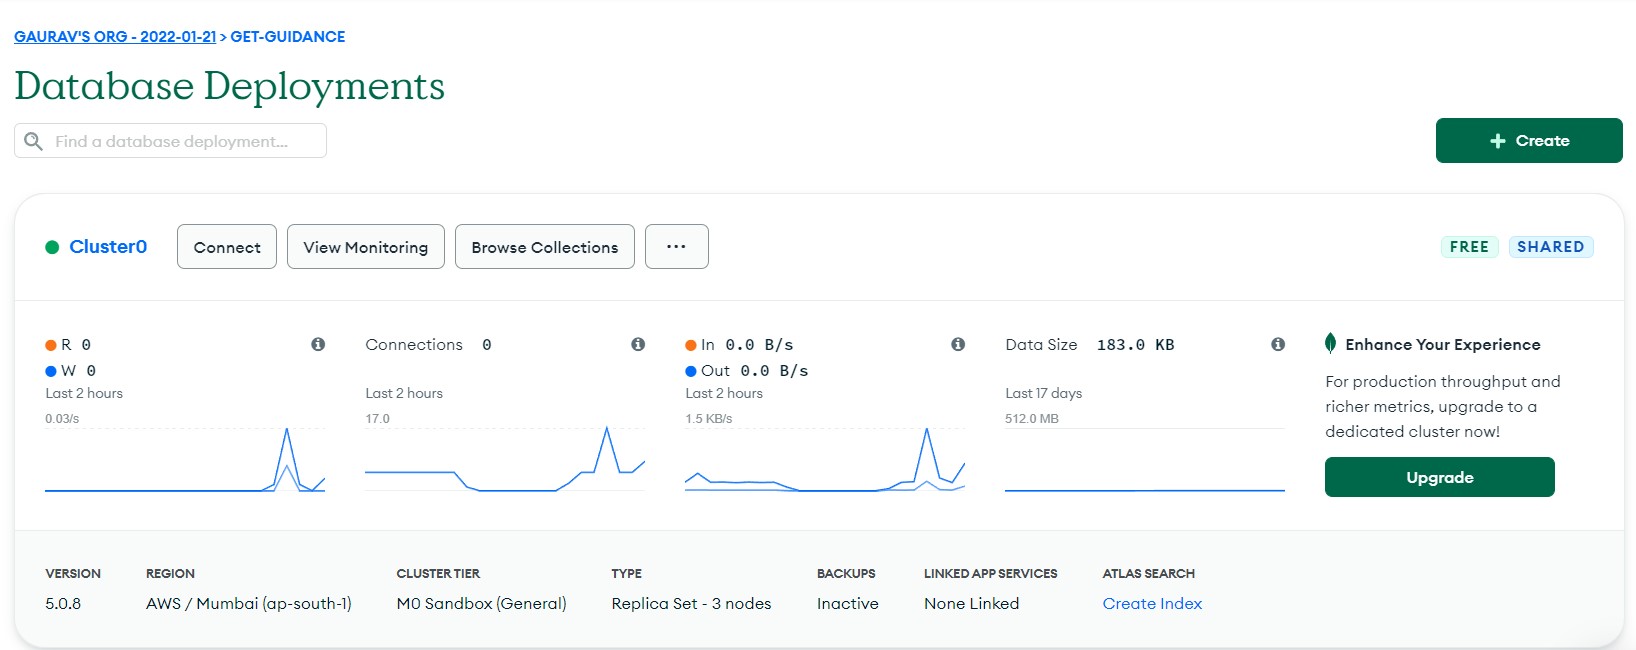 GAURAV'S ORG - 2022-01-21 > GET-GUIDANCE
Database Deployments
Find a database deployment...
+ Create
Cluster0
Connect
View Monitoring
Browse Collections
...
FREE
SHARED
R 0
W 0
Last 2 hours
0.03/s
Connections 0
Last 2 hours
17.0
In 0.0 B/s
Out 0.0 B/s
Last 2 hours
1.5 KB/s
Data Size 183.0 KB
Last 17 days
512.0 MB
Enhance Your Experience
For production throughput and
richer metrics, upgrade to a
dedicated cluster now!
Upgrade
VERSION
5.0.8
REGION
AWS / Mumbai (ap-south-1)
CLUSTER TIER
M0 Sandbox (General)
TYPE
Replica Set - 3 nodes
BACKUPS
Inactive
LINKED APP SERVICES
None Linked
ATLAS SEARCH
Create Index